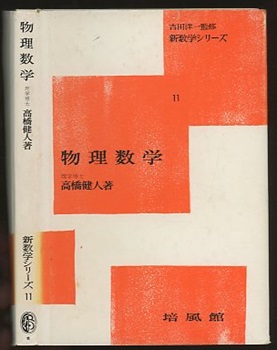 物理数学
理学博士
高橋健人著
新数学シリーズ 11
吉田洋一監修
新数学シリーズ
11
物理数学
理学博士
高橋健人著
培風館